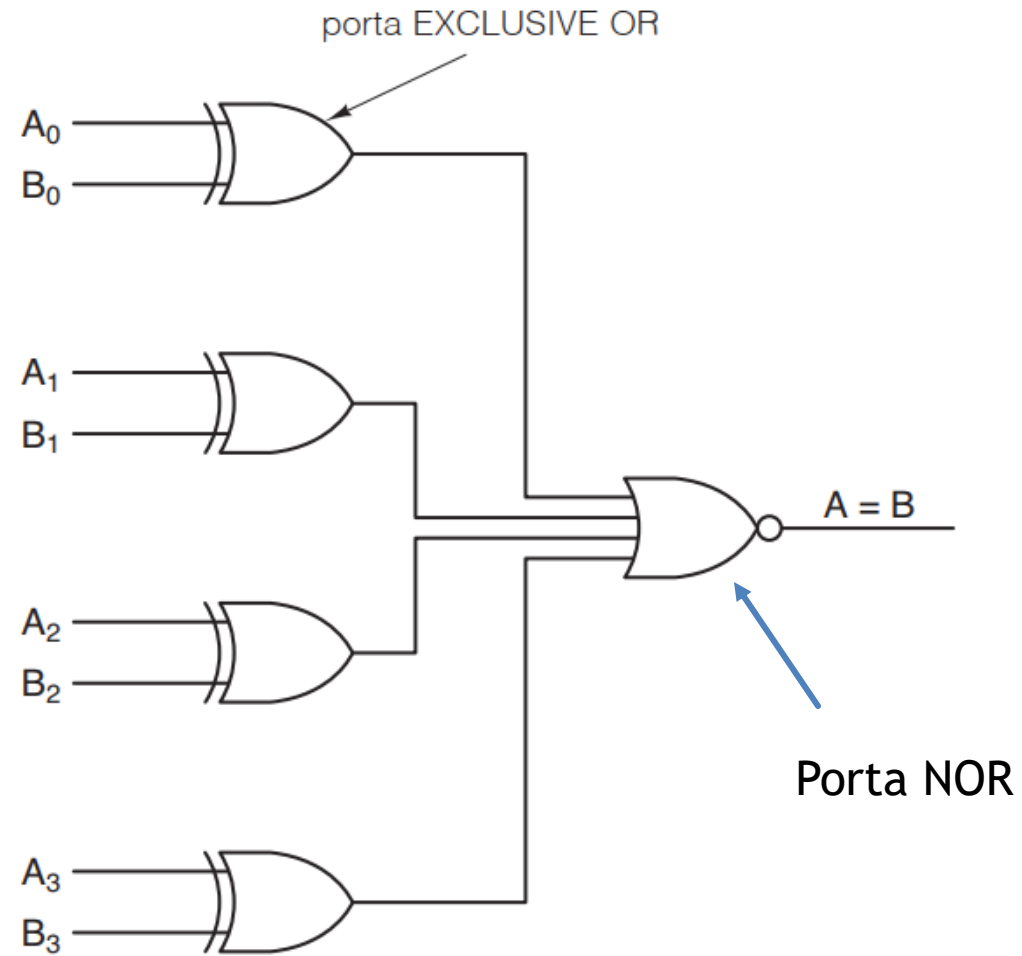 porta EXCLUSIVE OR
A₀
B₀
A₁
B₁
A = B
A₂
B₂
Porta NOR
A₃
B₃